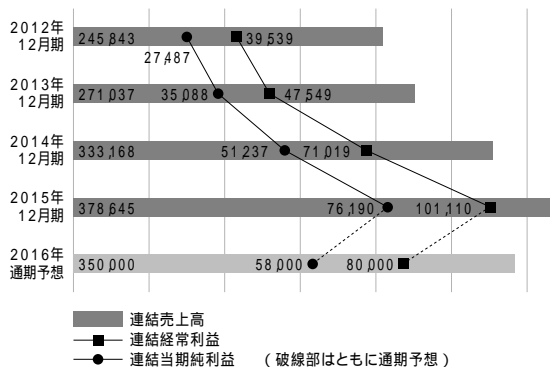 2012年
12月期
245,843
39,539
27,487
2013年
12月期
271,037
35,088
47,549
2014年
12月期
333,168
51,237
71,019
2015年
12月期
378,645
76,190
101,110
2016年
通期予想
350,000
58,000
80,000
連結売上高
連結経常利益
連結当期純利益 (破線部はともに通期予想)